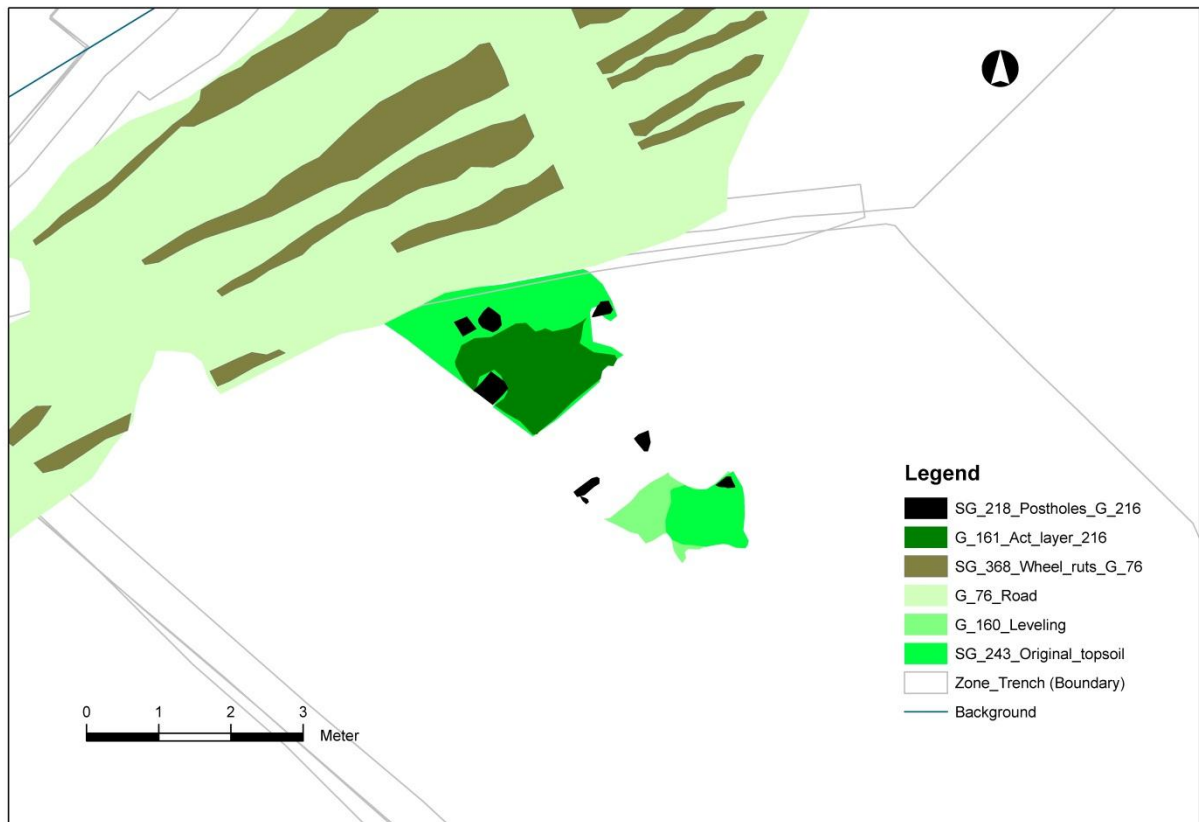 Legend
SG_218_Postholes_G_216
G_161_Act_layer_216
SG_368_Wheel_ruts_G_76
G_76_Road
G_160_Leveling
SG_243_Original_topsoil
Zone_Trench (Boundary)
Background
0 1 2 3
Meter